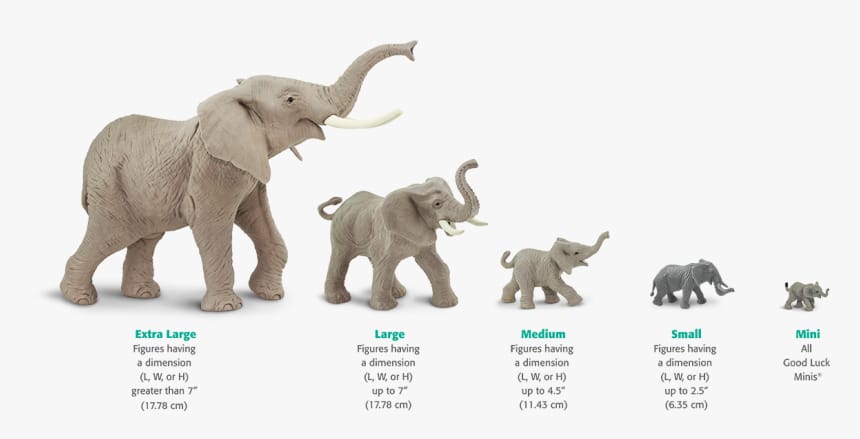 Extra Large
Figures having
a dimension
(L, W, or H)
greater than 7″
(17.78 cm)
Large
Figures having
a dimension
(L, W, or H)
up to 7″
(17.78 cm)
Medium
Figures having
a dimension
(L, W, or H)
up to 4.5″
(11.43 cm)
Small
Figures having
a dimension
(L, W, or H)
up to 2.5″
(6.35 cm)
Mini
All
Good Luck
Minis®